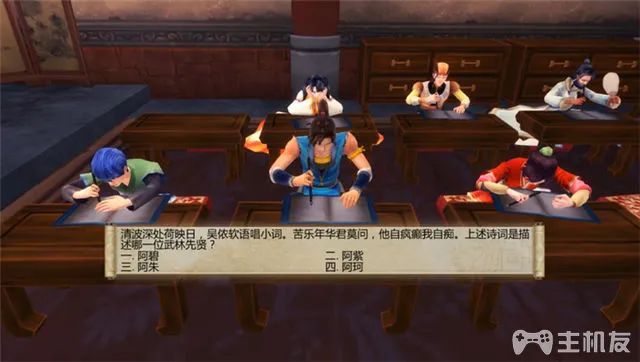 清波深处荷映日，吴侬软语唱小词。苦乐年华君莫问，他自疯癫我自痴。上述诗词是描
述哪一位武林先贤？
一. 阿碧 二. 阿紫
三. 阿朱 四. 阿珂
主机友